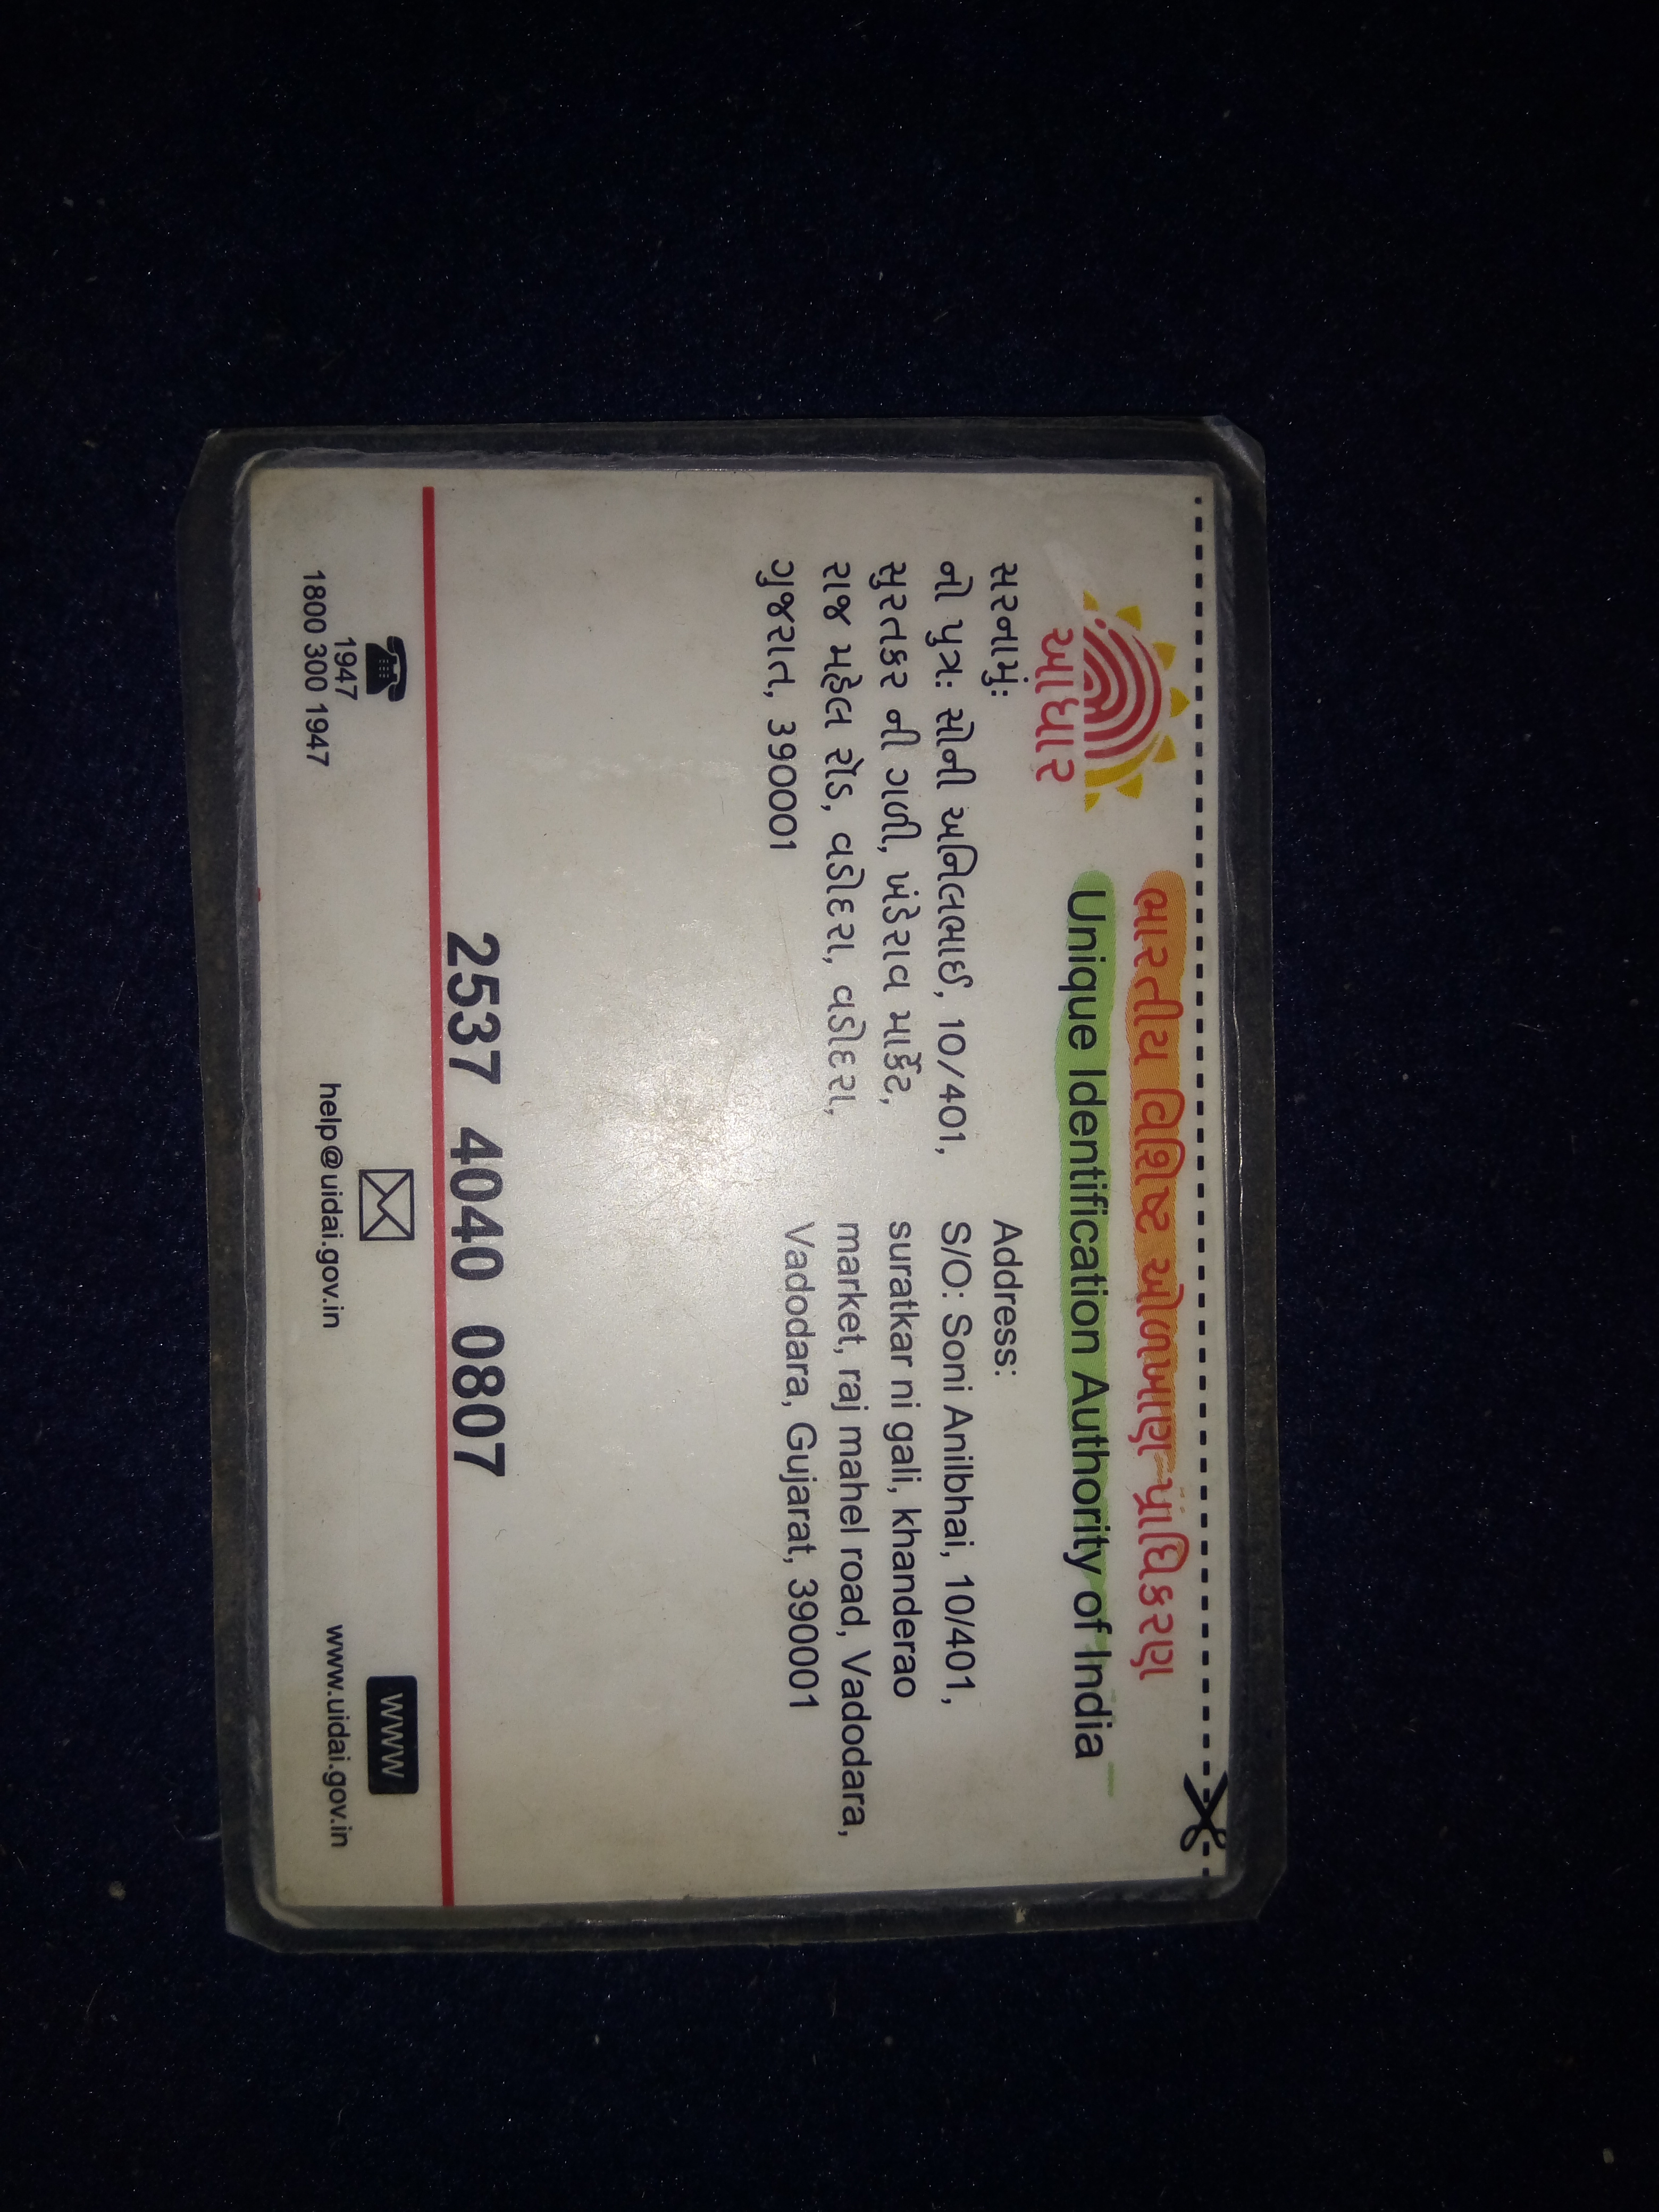 ભારતીય વિશિષ્ટ ઓળખાણ પ્રાધિકરણ
Unique Identification Authority of India
આધાર
સરનામું:
નો પુત્ર: સોની અનિલભાઈ, 10/401,
સુરતકર ની ગળી, ખંડેરાવ માર્કેટ,
રાજ મહેલ રોડ, વડોદરા, વડોદરા,
ગુજરાત, 390001
Address:
S/O: Soni Anilbhai, 10/401,
suratkar ni gali, khanderao
market, raj mahel road, Vadodara,
Vadodara, Gujarat, 390001
2537 4040 0807
1947
1800 300 1947
help@uidai.gov.in
www
www.uidai.gov.in